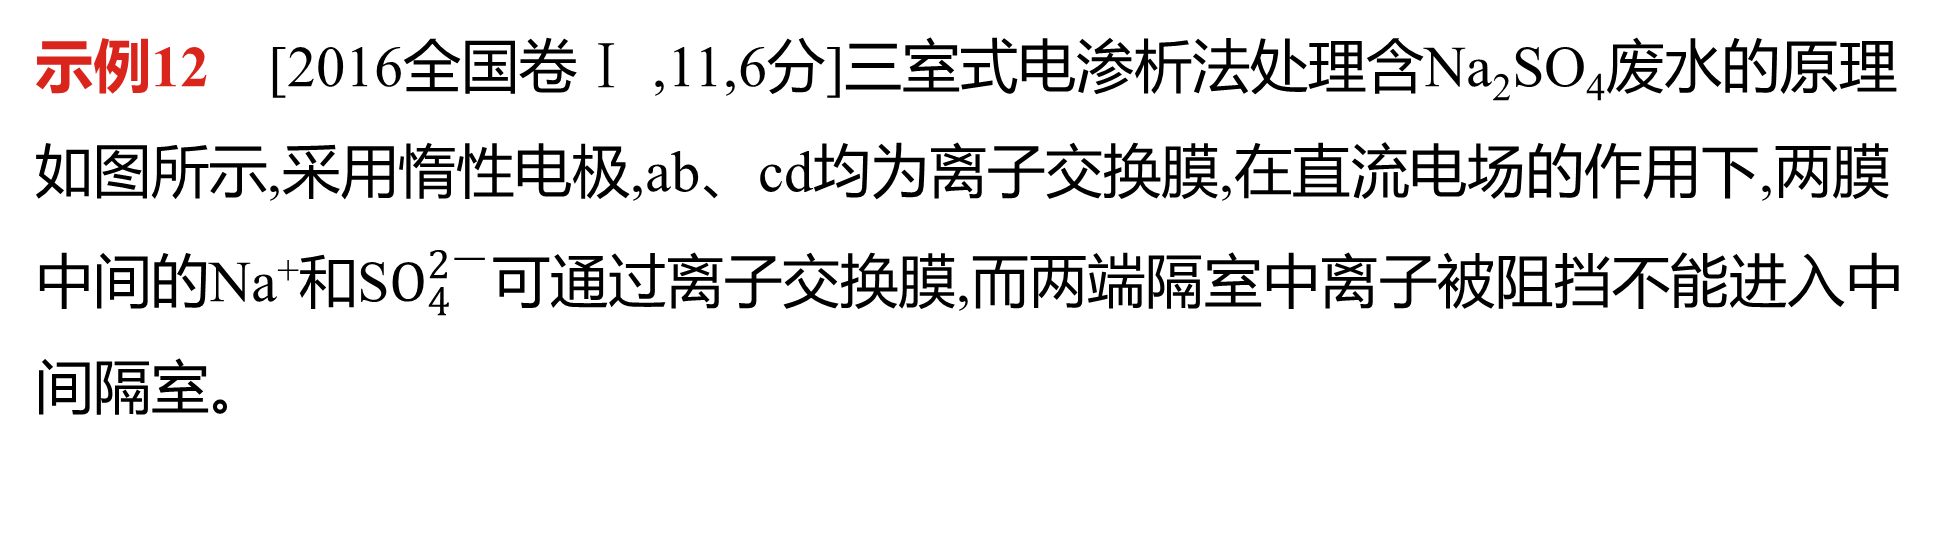 示例12 [2016全国卷Ⅰ,11,6分]三室式电渗析法处理含Na₂SO₄废水的原理
如图所示,采用惰性电极,ab、cd均为离子交换膜,在直流电场的作用下,两膜
中间的Na⁺和SO₄²⁻可通过离子交换膜,而两端隔室中离子被阻挡不能进入中
间隔室。